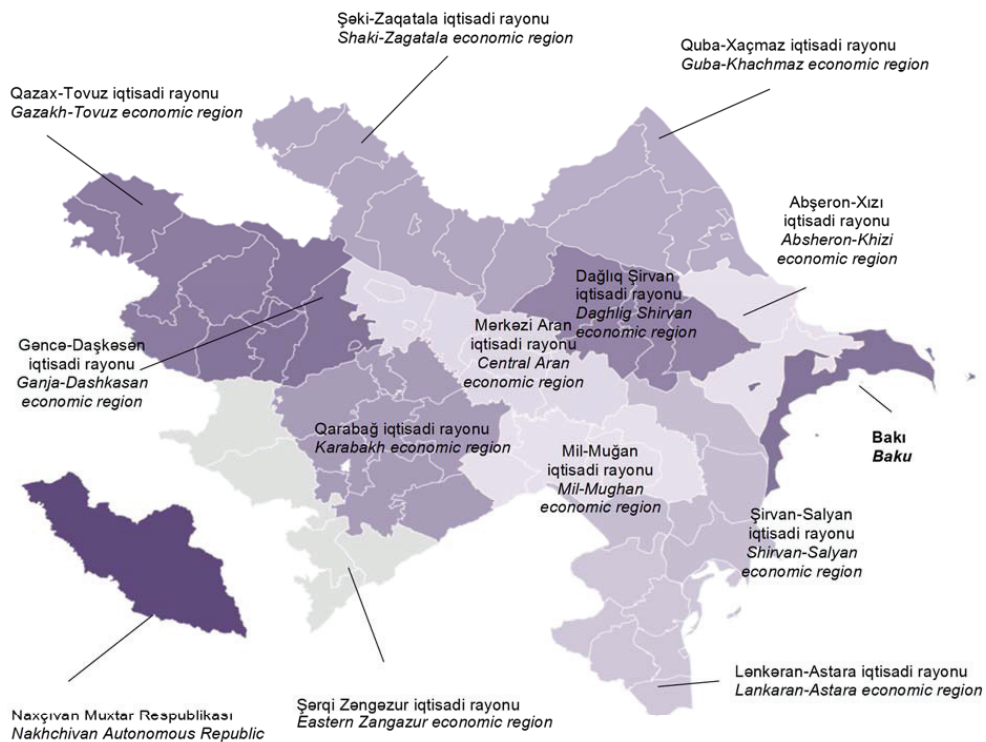 Şəki-Zaqatala iqtisadi rayonu
Shaki-Zagatala economic region
Quba-Xaçmaz iqtisadi rayonu
Guba-Khachmaz economic region
Qazax-Tovuz iqtisadi rayonu
Gazakh-Tovuz economic region
Abşeron-Xızı
iqtisadi rayonu
Absheron-Khizi
economic region
Dağlıq Şirvan
iqtisadi rayonu
Daghlig Shirvan
economic region
Mərkəzi Aran
iqtisadi rayonu
Central Aran
economic region
Gəncə-Daşkəsən
iqtisadi rayonu
Ganja-Dashkasan
economic region
Qarabağ iqtisadi rayonu
Karabakh economic region
Bakı
Baku
Mil-Muğan
iqtisadi rayonu
Mil-Mughan
economic region
Şirvan-Salyan
iqtisadi rayonu
Shirvan-Salyan
economic region
Lənkəran-Astara iqtisadi rayonu
Lankaran-Astara economic region
Şərqi Zəngəzur iqtisadi rayonu
Eastern Zangazur economic region
Naxçıvan Muxtar Respublikası
Nakhchivan Autonomous Republic